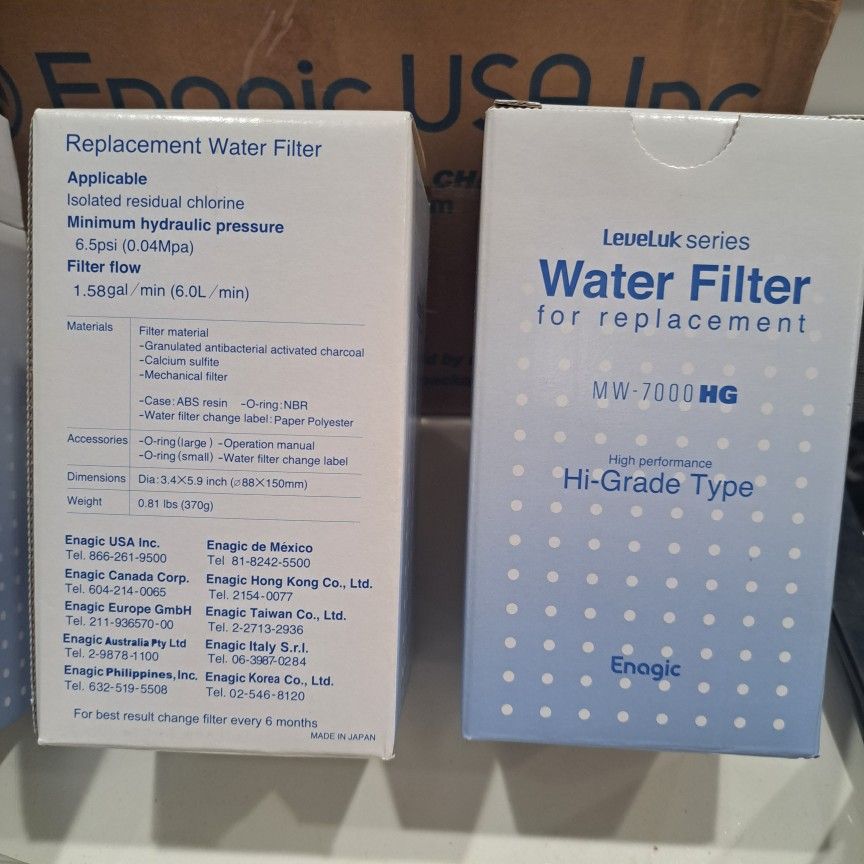 Enagic USA Inc.
Replacement Water Filter
Applicable
Isolated residual chlorine
Minimum hydraulic pressure
6.5psi (0.04Mpa)
Filter flow
1.58gal/min (6.0L/min)
Materials
Filter material
-Granulated antibacterial activated charcoal
-Calcium sulfite
-Mechanical filter
-Case:ABS resin -O-ring:NBR
-Water filter change label:Paper Polyester
Accessories
-O-ring(large) -Operation manual
-O-ring(small) -Water filter change label
Dimensions Dia:3.4×5.9 inch (⌀88×150mm)
Weight 0.81 lbs (370g)
Enagic USA Inc.
Tel. 866-261-9500
Enagic Canada Corp.
Tel. 604-214-0065
Enagic Europe GmbH
Tel. 211-936570-00
Enagic Australia Pty Ltd
Tel. 2-9878-1100
Enagic Philippines, Inc.
Tel. 632-519-5508
Enagic de México
Tel 81-8242-5500
Enagic Hong Kong Co., Ltd.
Tel. 2154-0077
Enagic Taiwan Co., Ltd.
Tel. 2-2713-2936
Enagic Italy S.r.l.
Tel. 06-3987-0284
Enagic Korea Co., Ltd.
Tel. 02-546-8120
For best result change filter every 6 months
MADE IN JAPAN
LeveLuk series
Water Filter
for replacement
MW-7000HG
High performance
Hi-Grade Type
Enagic